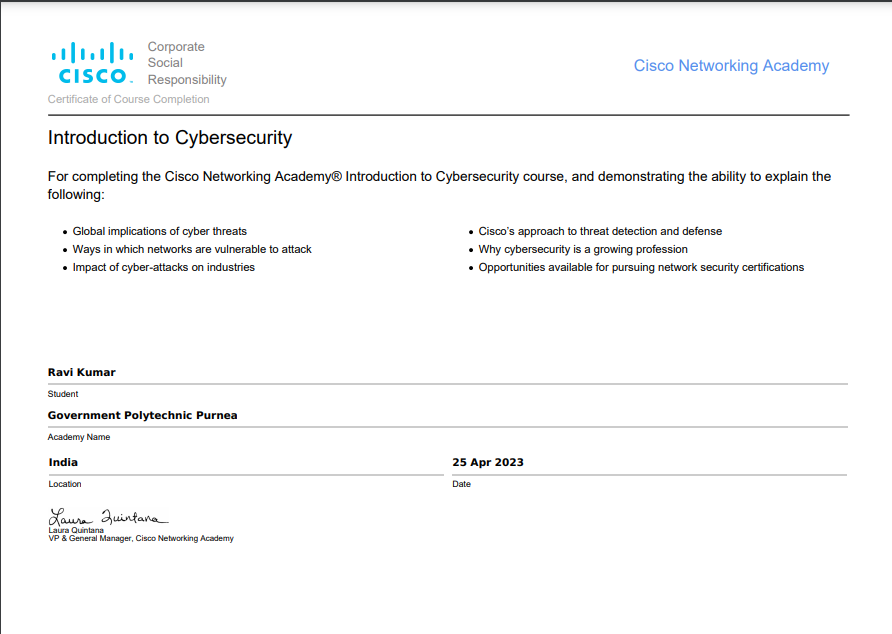 CISCO
Corporate
Social
Responsibility
Cisco Networking Academy
Certificate of Course Completion
Introduction to Cybersecurity
For completing the Cisco Networking Academy® Introduction to Cybersecurity course, and demonstrating the ability to explain the
following:
• Global implications of cyber threats
• Ways in which networks are vulnerable to attack
• Impact of cyber-attacks on industries
• Cisco's approach to threat detection and defense
• Why cybersecurity is a growing profession
• Opportunities available for pursuing network security certifications
Ravi Kumar
Student
Government Polytechnic Purnea
Academy Name
India
Location
25 Apr 2023
Date
Laura Quintana
Laura Quintana
VP & General Manager, Cisco Networking Academy